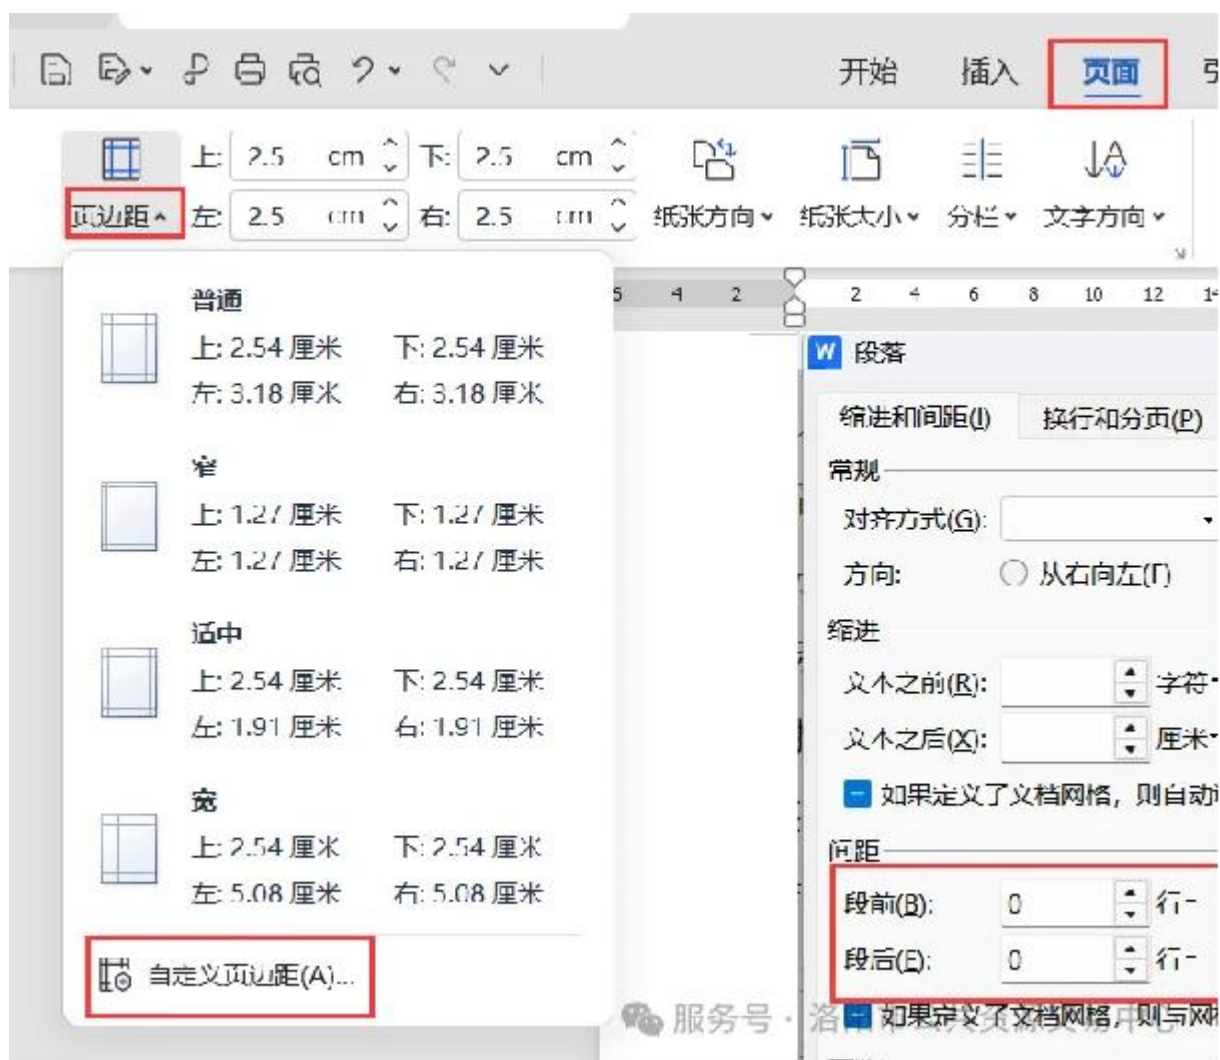 开始 插入 页面
上: 2.5 cm 下: 2.5 cm
页边距 左: 2.5 cm 右: 2.5 cm 纸张方向 纸张大小 分栏 文字方向
普通
上: 2.54 厘米 下: 2.54 厘米
左: 3.18 厘米 右: 3.18 厘米
窄
上: 1.27 厘米 下: 1.27 厘米
左: 1.27 厘米 右: 1.27 厘米
适中
上: 2.54 厘米 下: 2.54 厘米
左: 1.91 厘米 右: 1.91 厘米
宽
上: 2.54 厘米 下: 2.54 厘米
左: 5.08 厘米 右: 5.08 厘米
自定义页边距(A)...
5 4 2 2 4 6 8 10 12 14
W 段落
缩进和间距(I) 换行和分页(P)
常规
对齐方式(G):
方向: 从右向左(F)
缩进
文本之前(R): 字符
文本之后(X): 厘米
如果定义了文档网格，则自动
间距
段前(B): 0 行
段后(E): 0 行
如果定义了文档网格，则与网
服务号 · 洛